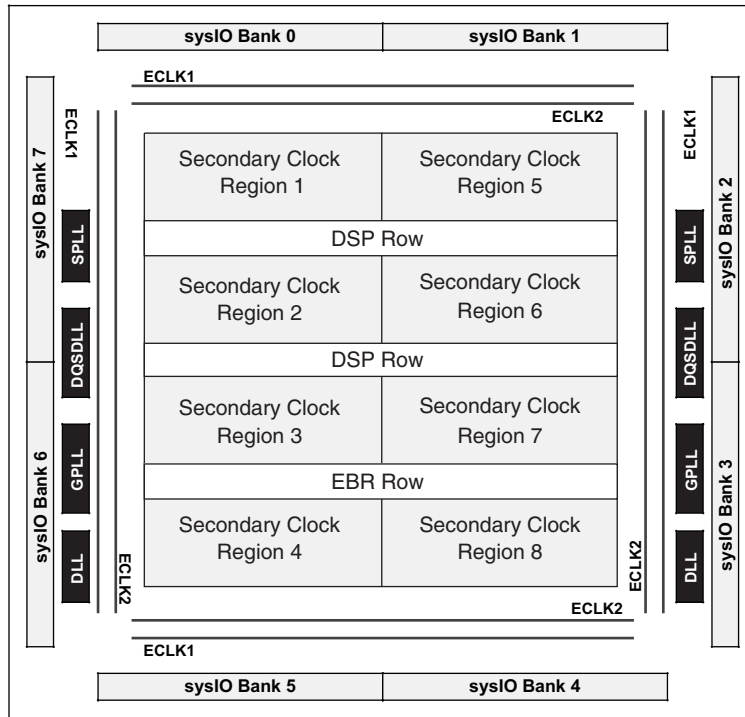 sysIO Bank 0
sysIO Bank 1
ECLK1
ECLK2
sysIO Bank 7
ECLK1
ECLK1
sysIO Bank 2
Secondary Clock
Region 1
Secondary Clock
Region 5
SPLL
DSP Row
SPLL
Secondary Clock
Region 2
Secondary Clock
Region 6
DQSDLL
DSP Row
DQSDLL
sysIO Bank 6
Secondary Clock
Region 3
Secondary Clock
Region 7
sysIO Bank 3
GPLL
EBR Row
GPLL
Secondary Clock
Region 4
Secondary Clock
Region 8
DLL
ECLK2
ECLK2
DLL
ECLK2
ECLK1
sysIO Bank 5
sysIO Bank 4